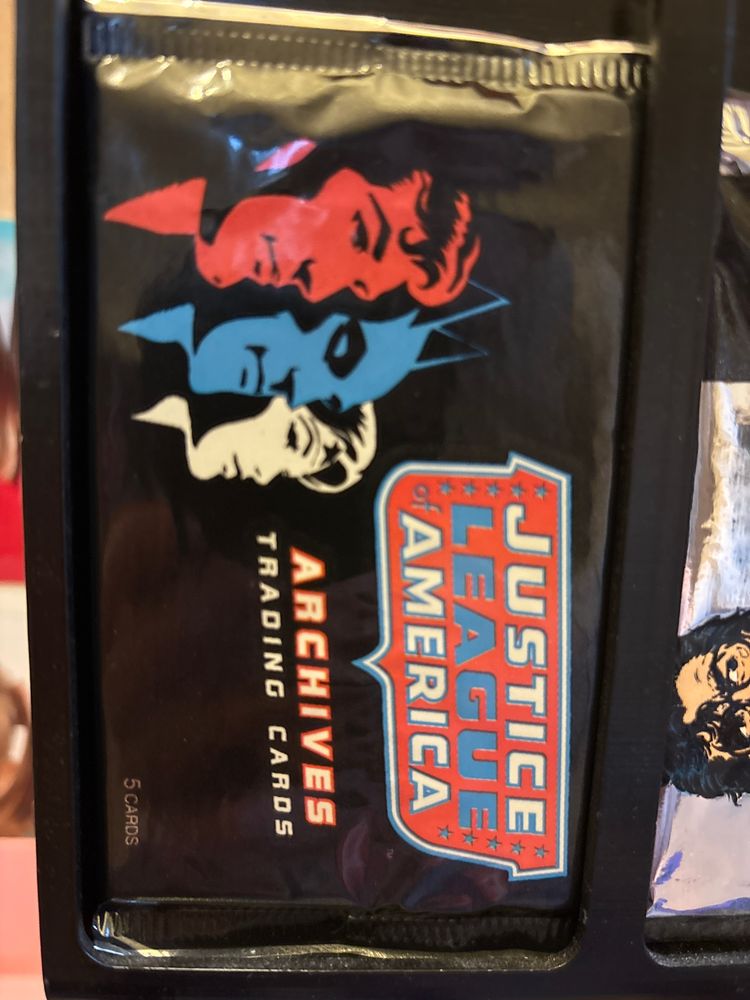 JUSTICE
LEAGUE
of AMERICA
ARCHIVES
TRADING CARDS
5 CARDS